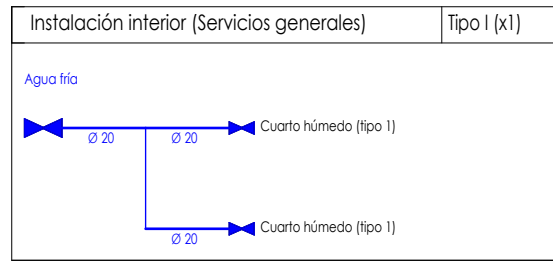 Instalación interior (Servicios generales) Tipo I (x1)
Agua fría
Cuarto húmedo (tipo 1)
Ø 20 Ø 20
Cuarto húmedo (tipo 1)
Ø 20